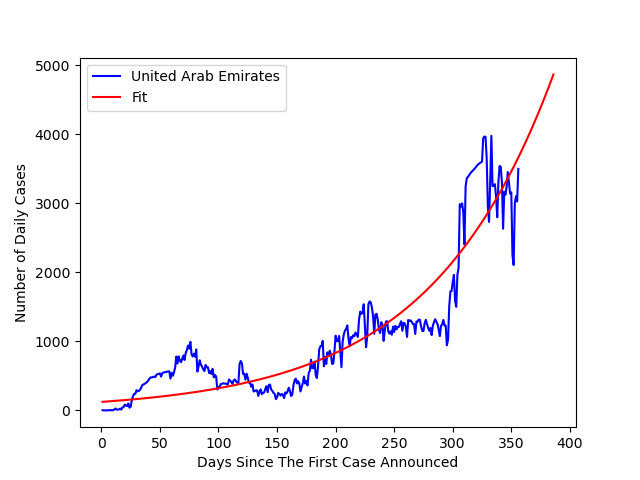 United Arab Emirates
Fit
Number of Daily Cases
5000
4000
3000
2000
1000
0
0 50 100 150 200 250 300 350 400
Days Since The First Case Announced